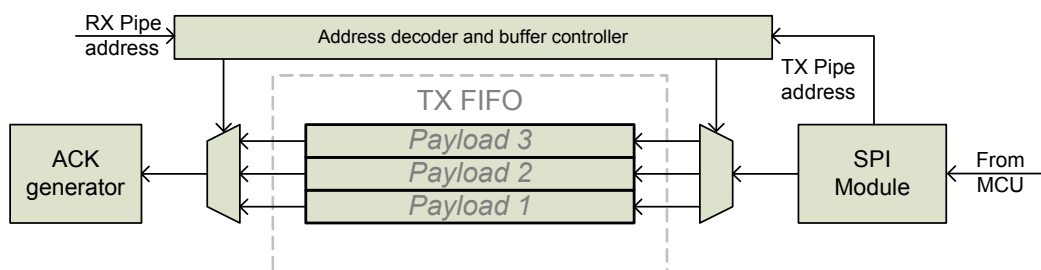 RX Pipe
address
Address decoder and buffer controller
TX Pipe
address
TX FIFO
ACK
generator
Payload 3
Payload 2
Payload 1
SPI
Module
From
MCU